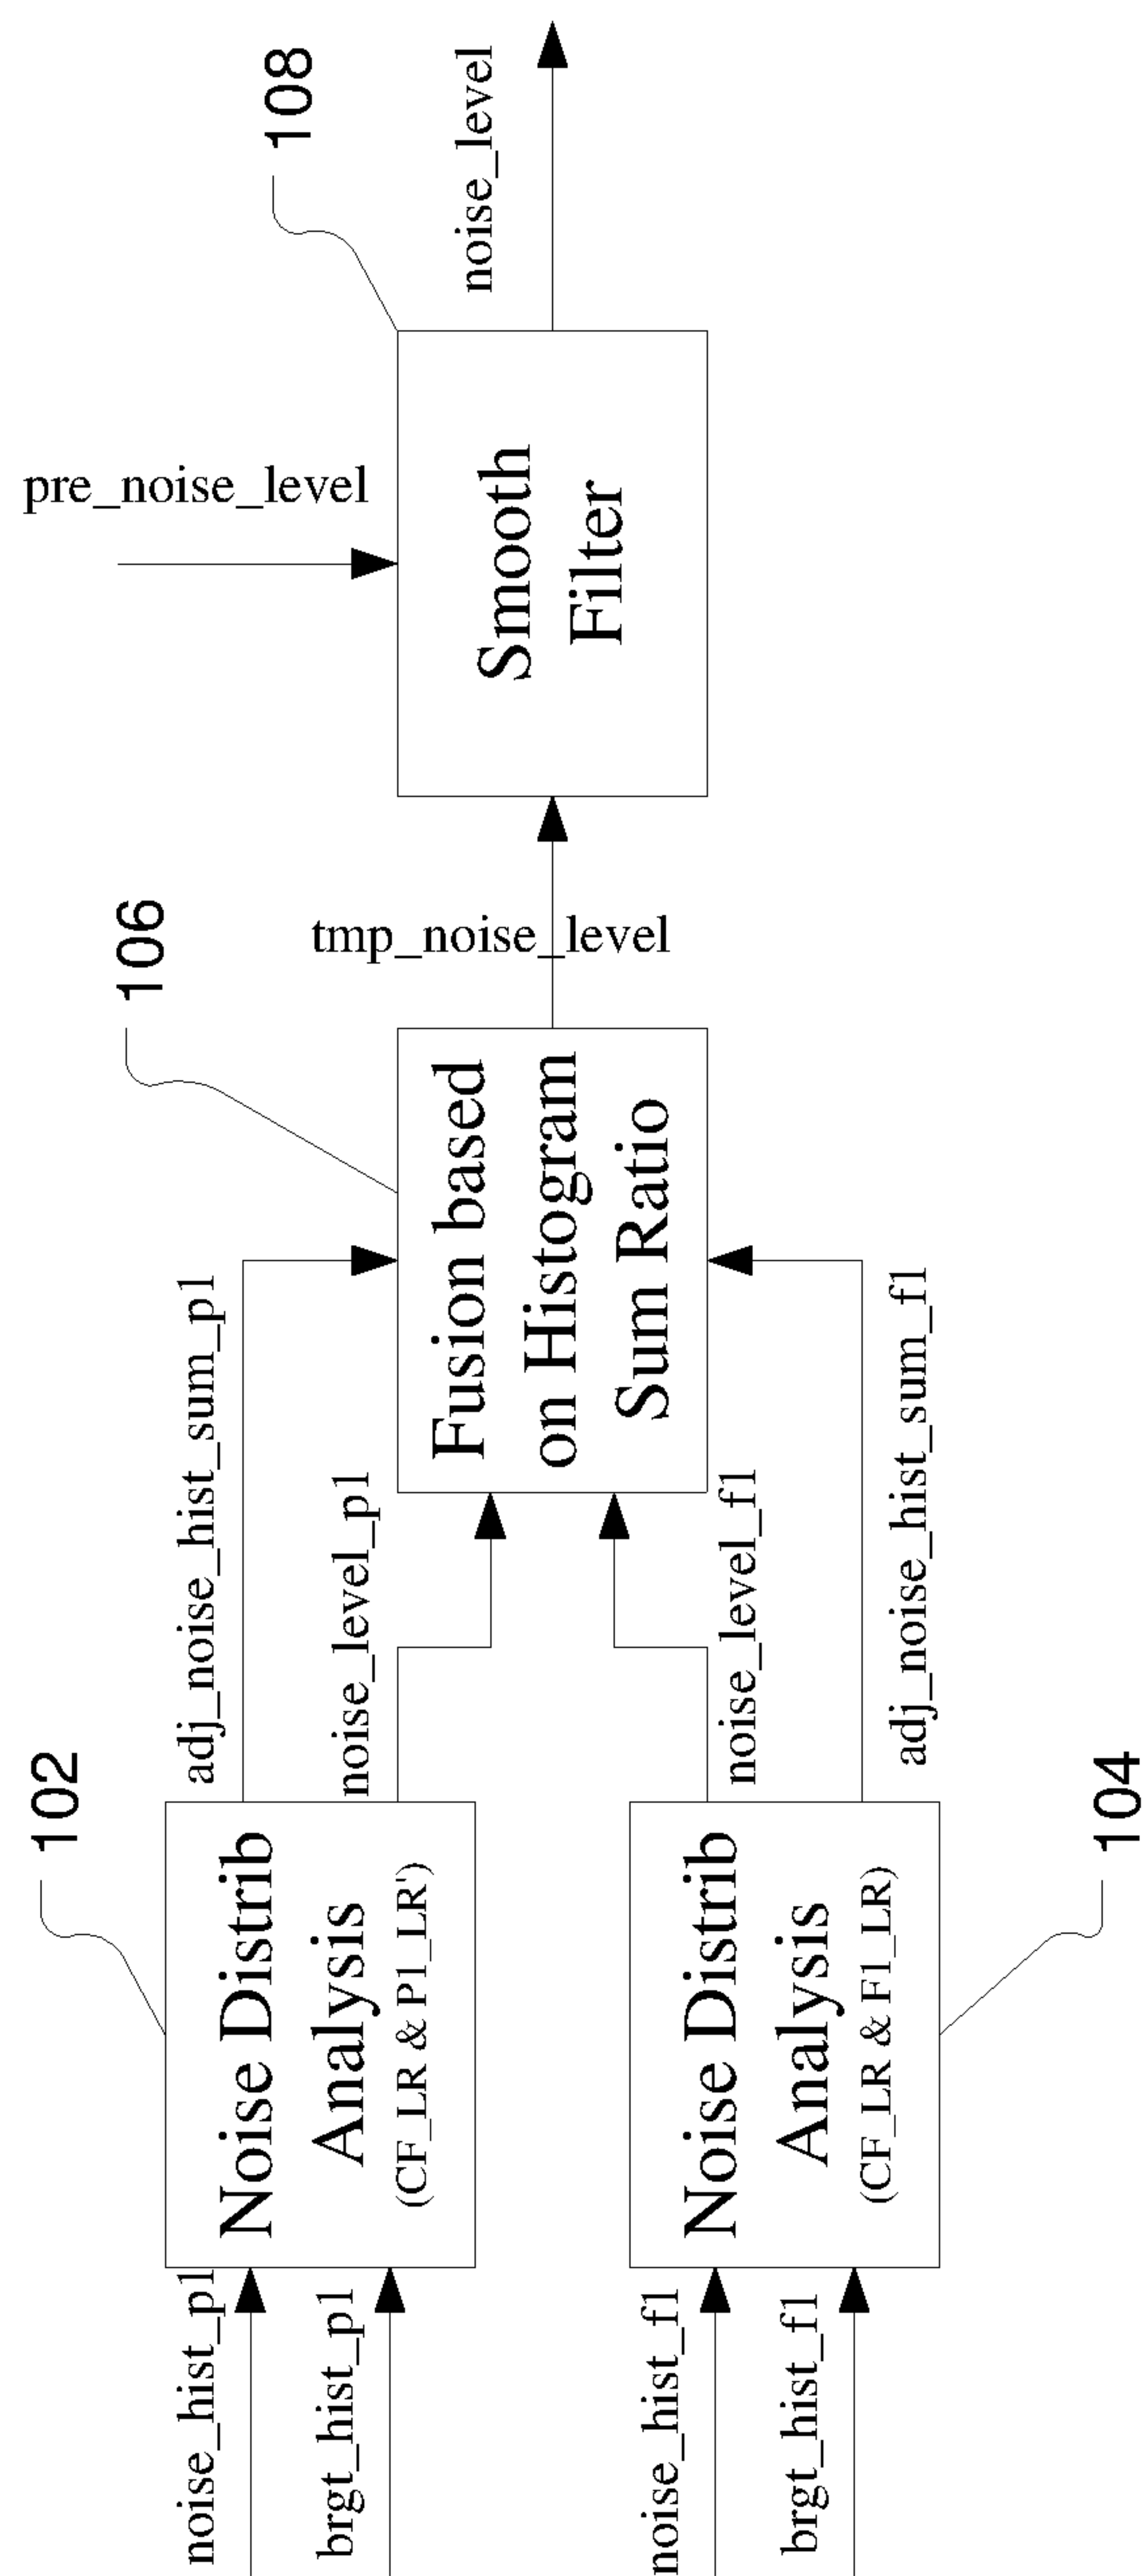 102
noise_hist_p1
brgt_hist_p1
Noise Distrib
Analysis
(CF_LR & P1_LR')
adj_noise_hist_sum_p1
noise_level_p1
104
noise_hist_f1
brgt_hist_f1
Noise Distrib
Analysis
(CF_LR & F1_LR)
noise_level_f1
adj_noise_hist_sum_f1
106
Fusion based
on Histogram
Sum Ratio
tmp_noise_level
pre_noise_level
108
Smooth
Filter
noise_level